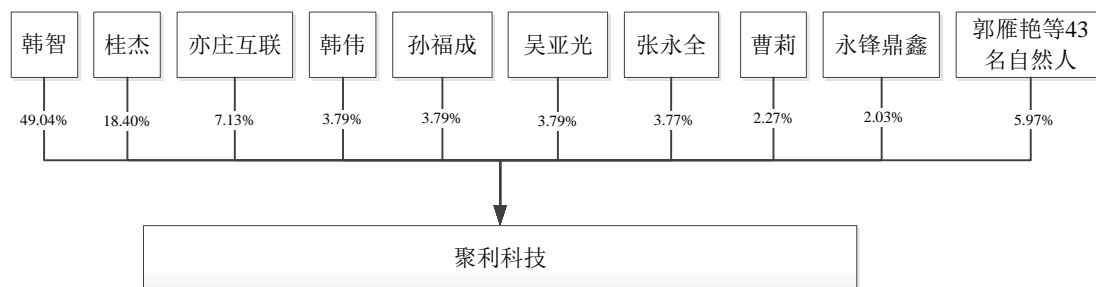 韩智
桂杰
亦庄互联
韩伟
孙福成
吴亚光
张永全
曹莉
永锋鼎鑫
郭雁艳等43
名自然人
49.04%
18.40%
7.13%
3.79%
3.79%
3.79%
3.77%
2.27%
2.03%
5.97%
聚利科技